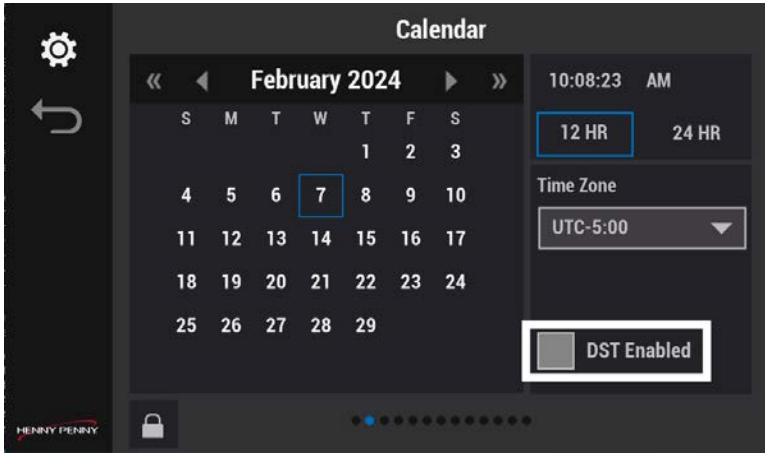 Calendar
« February 2024 »
S M T W T F S
1 2 3
4 5 6 7 8 9 10
11 12 13 14 15 16 17
18 19 20 21 22 23 24
25 26 27 28 29
10:08:23 AM
12 HR 24 HR
Time Zone
UTC-5:00
DST Enabled
HENNY PENNY